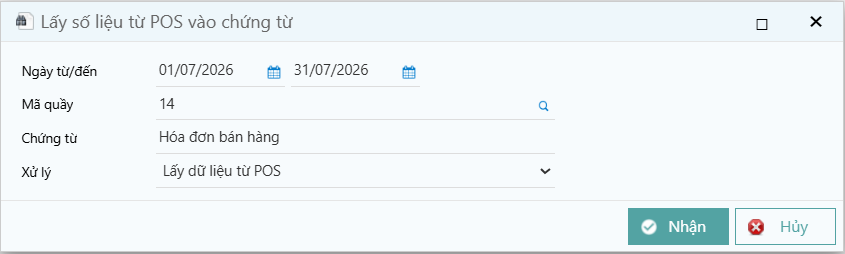 Lấy số liệu từ POS vào chứng từ
Ngày từ/đến 01/07/2026 31/07/2026
Mã quầy 14
Chứng từ Hóa đơn bán hàng
Xử lý Lấy dữ liệu từ POS
Nhận Hủy